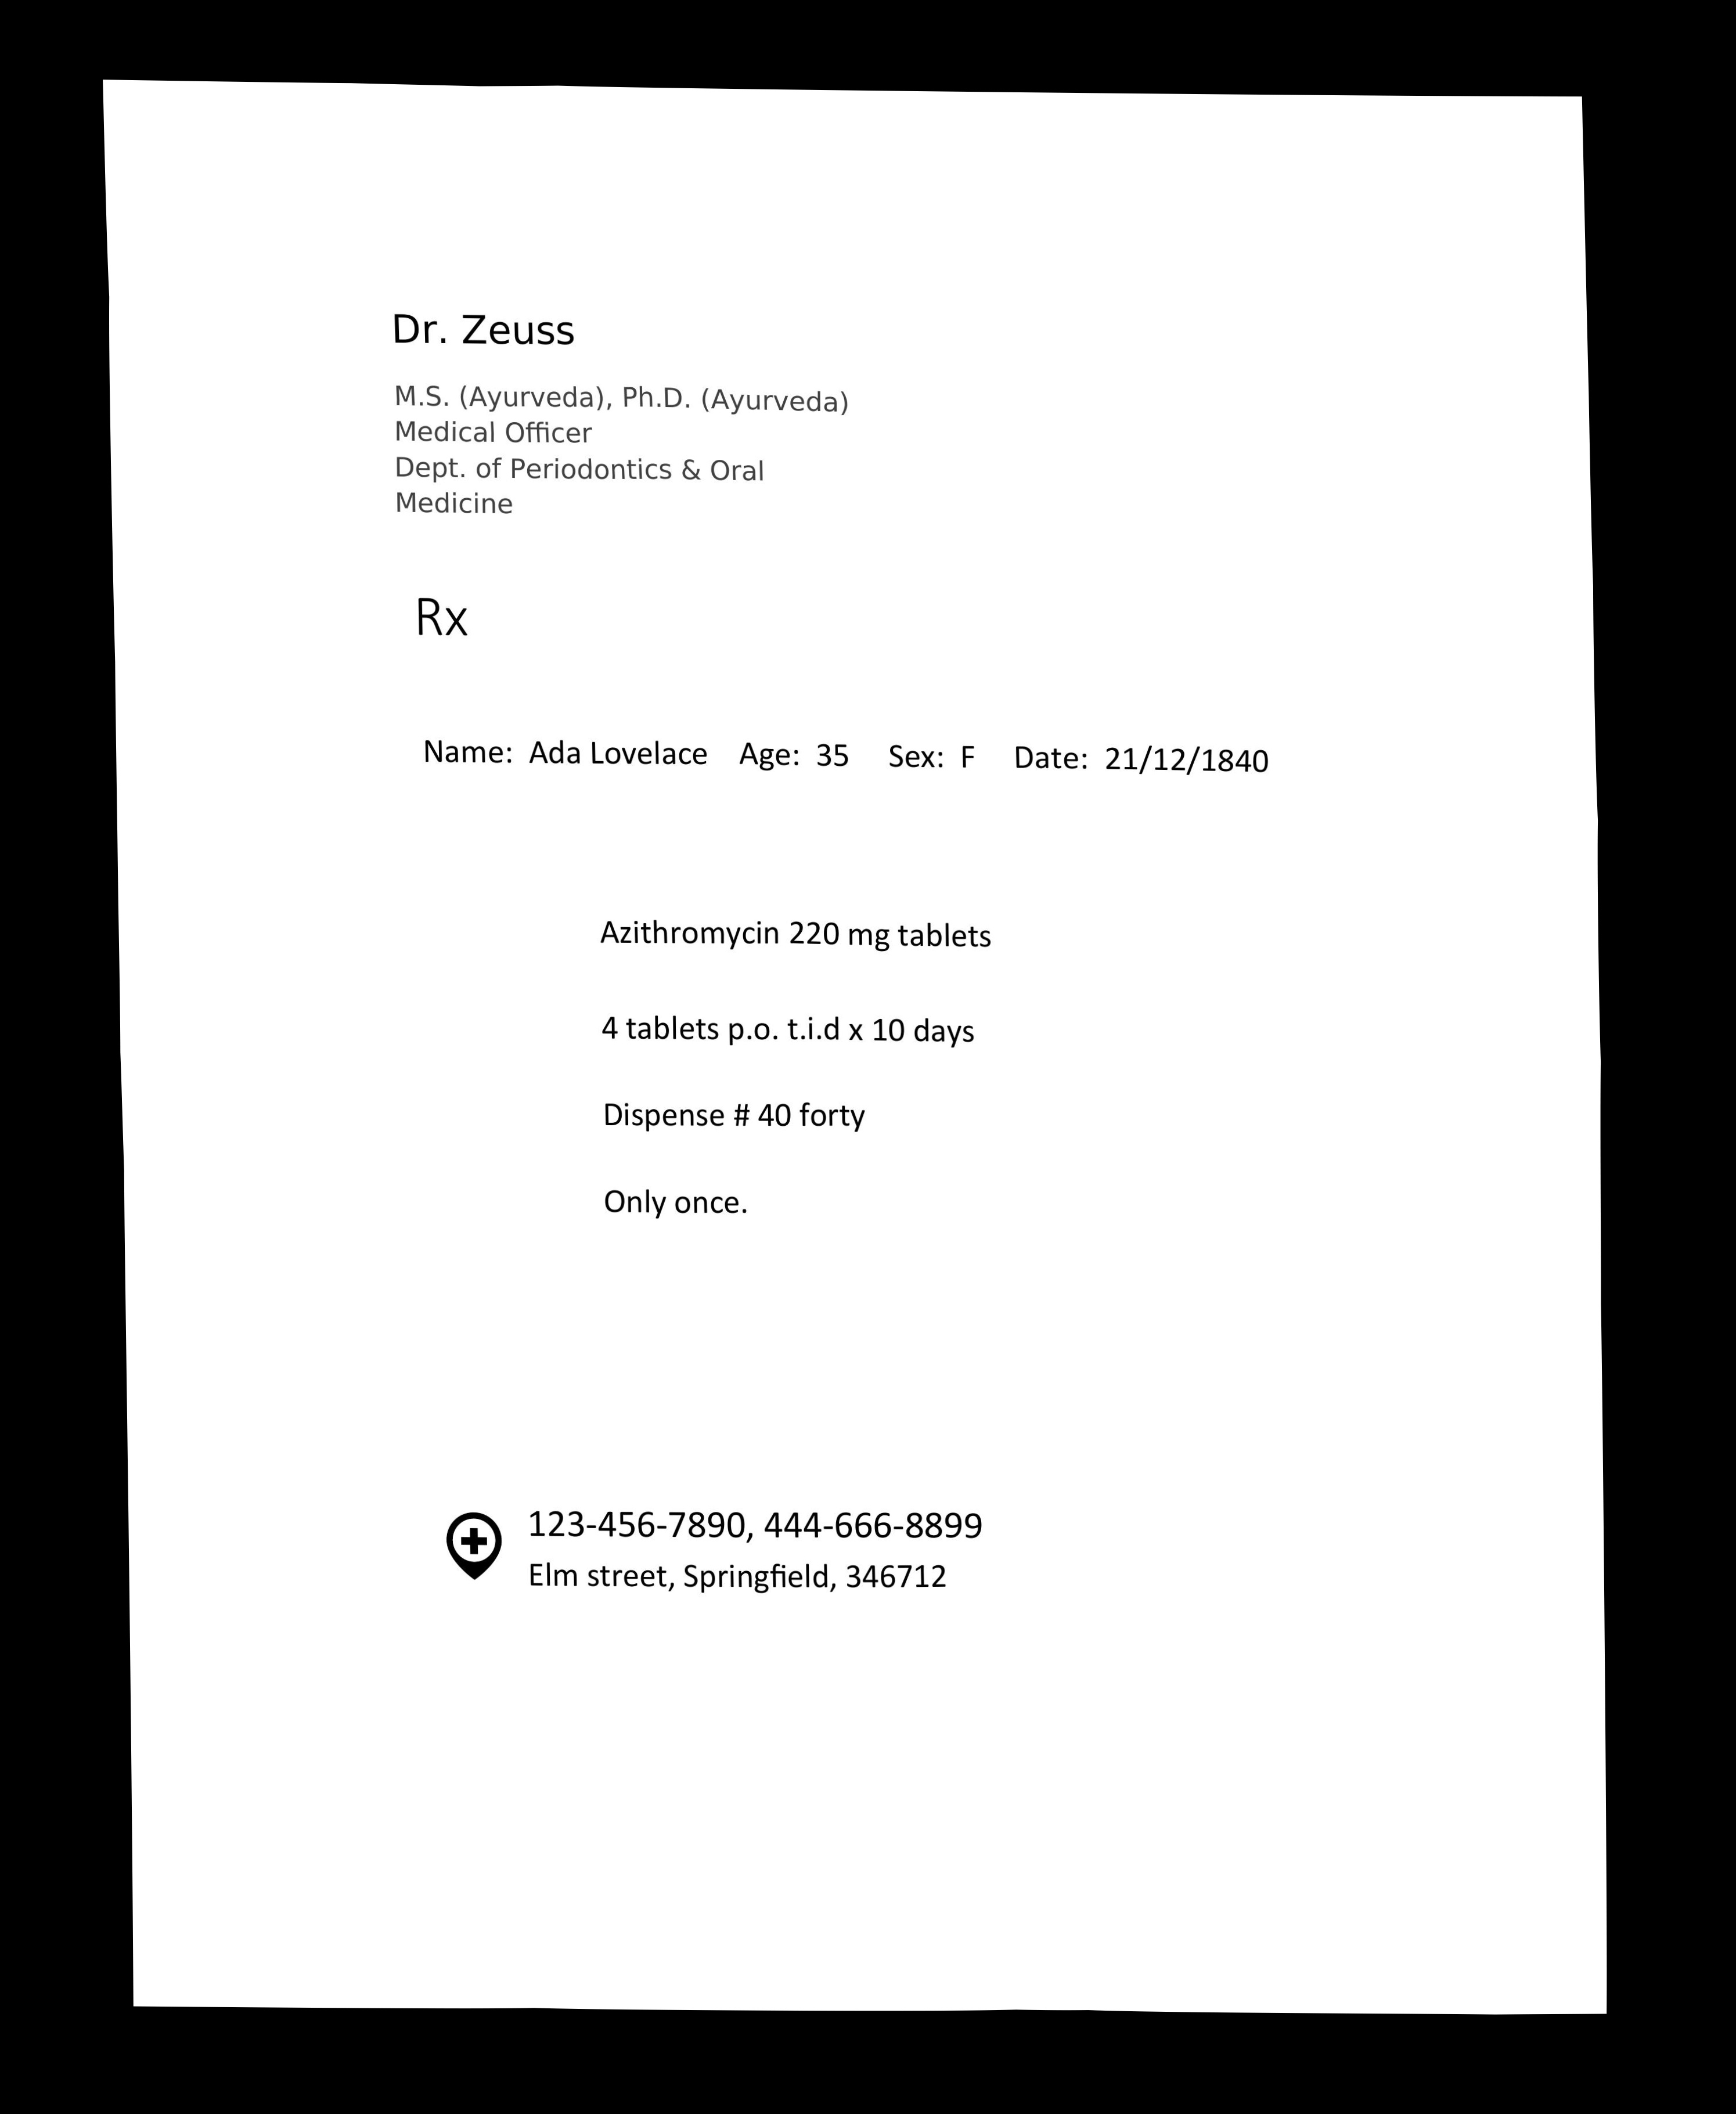 Dr. Zeuss
M.S. (Ayurveda), Ph.D. (Ayurveda)
Medical Officer
Dept. of Periodontics & Oral
Medicine
Rx
Name: Ada Lovelace Age: 35 Sex: F Date: 21/12/1840
Azithromycin 220 mg tablets
4 tablets p.o. t.i.d x 10 days
Dispense # 40 forty
Only once.
123-456-7890, 444-666-8899
Elm street, Springfield, 346712